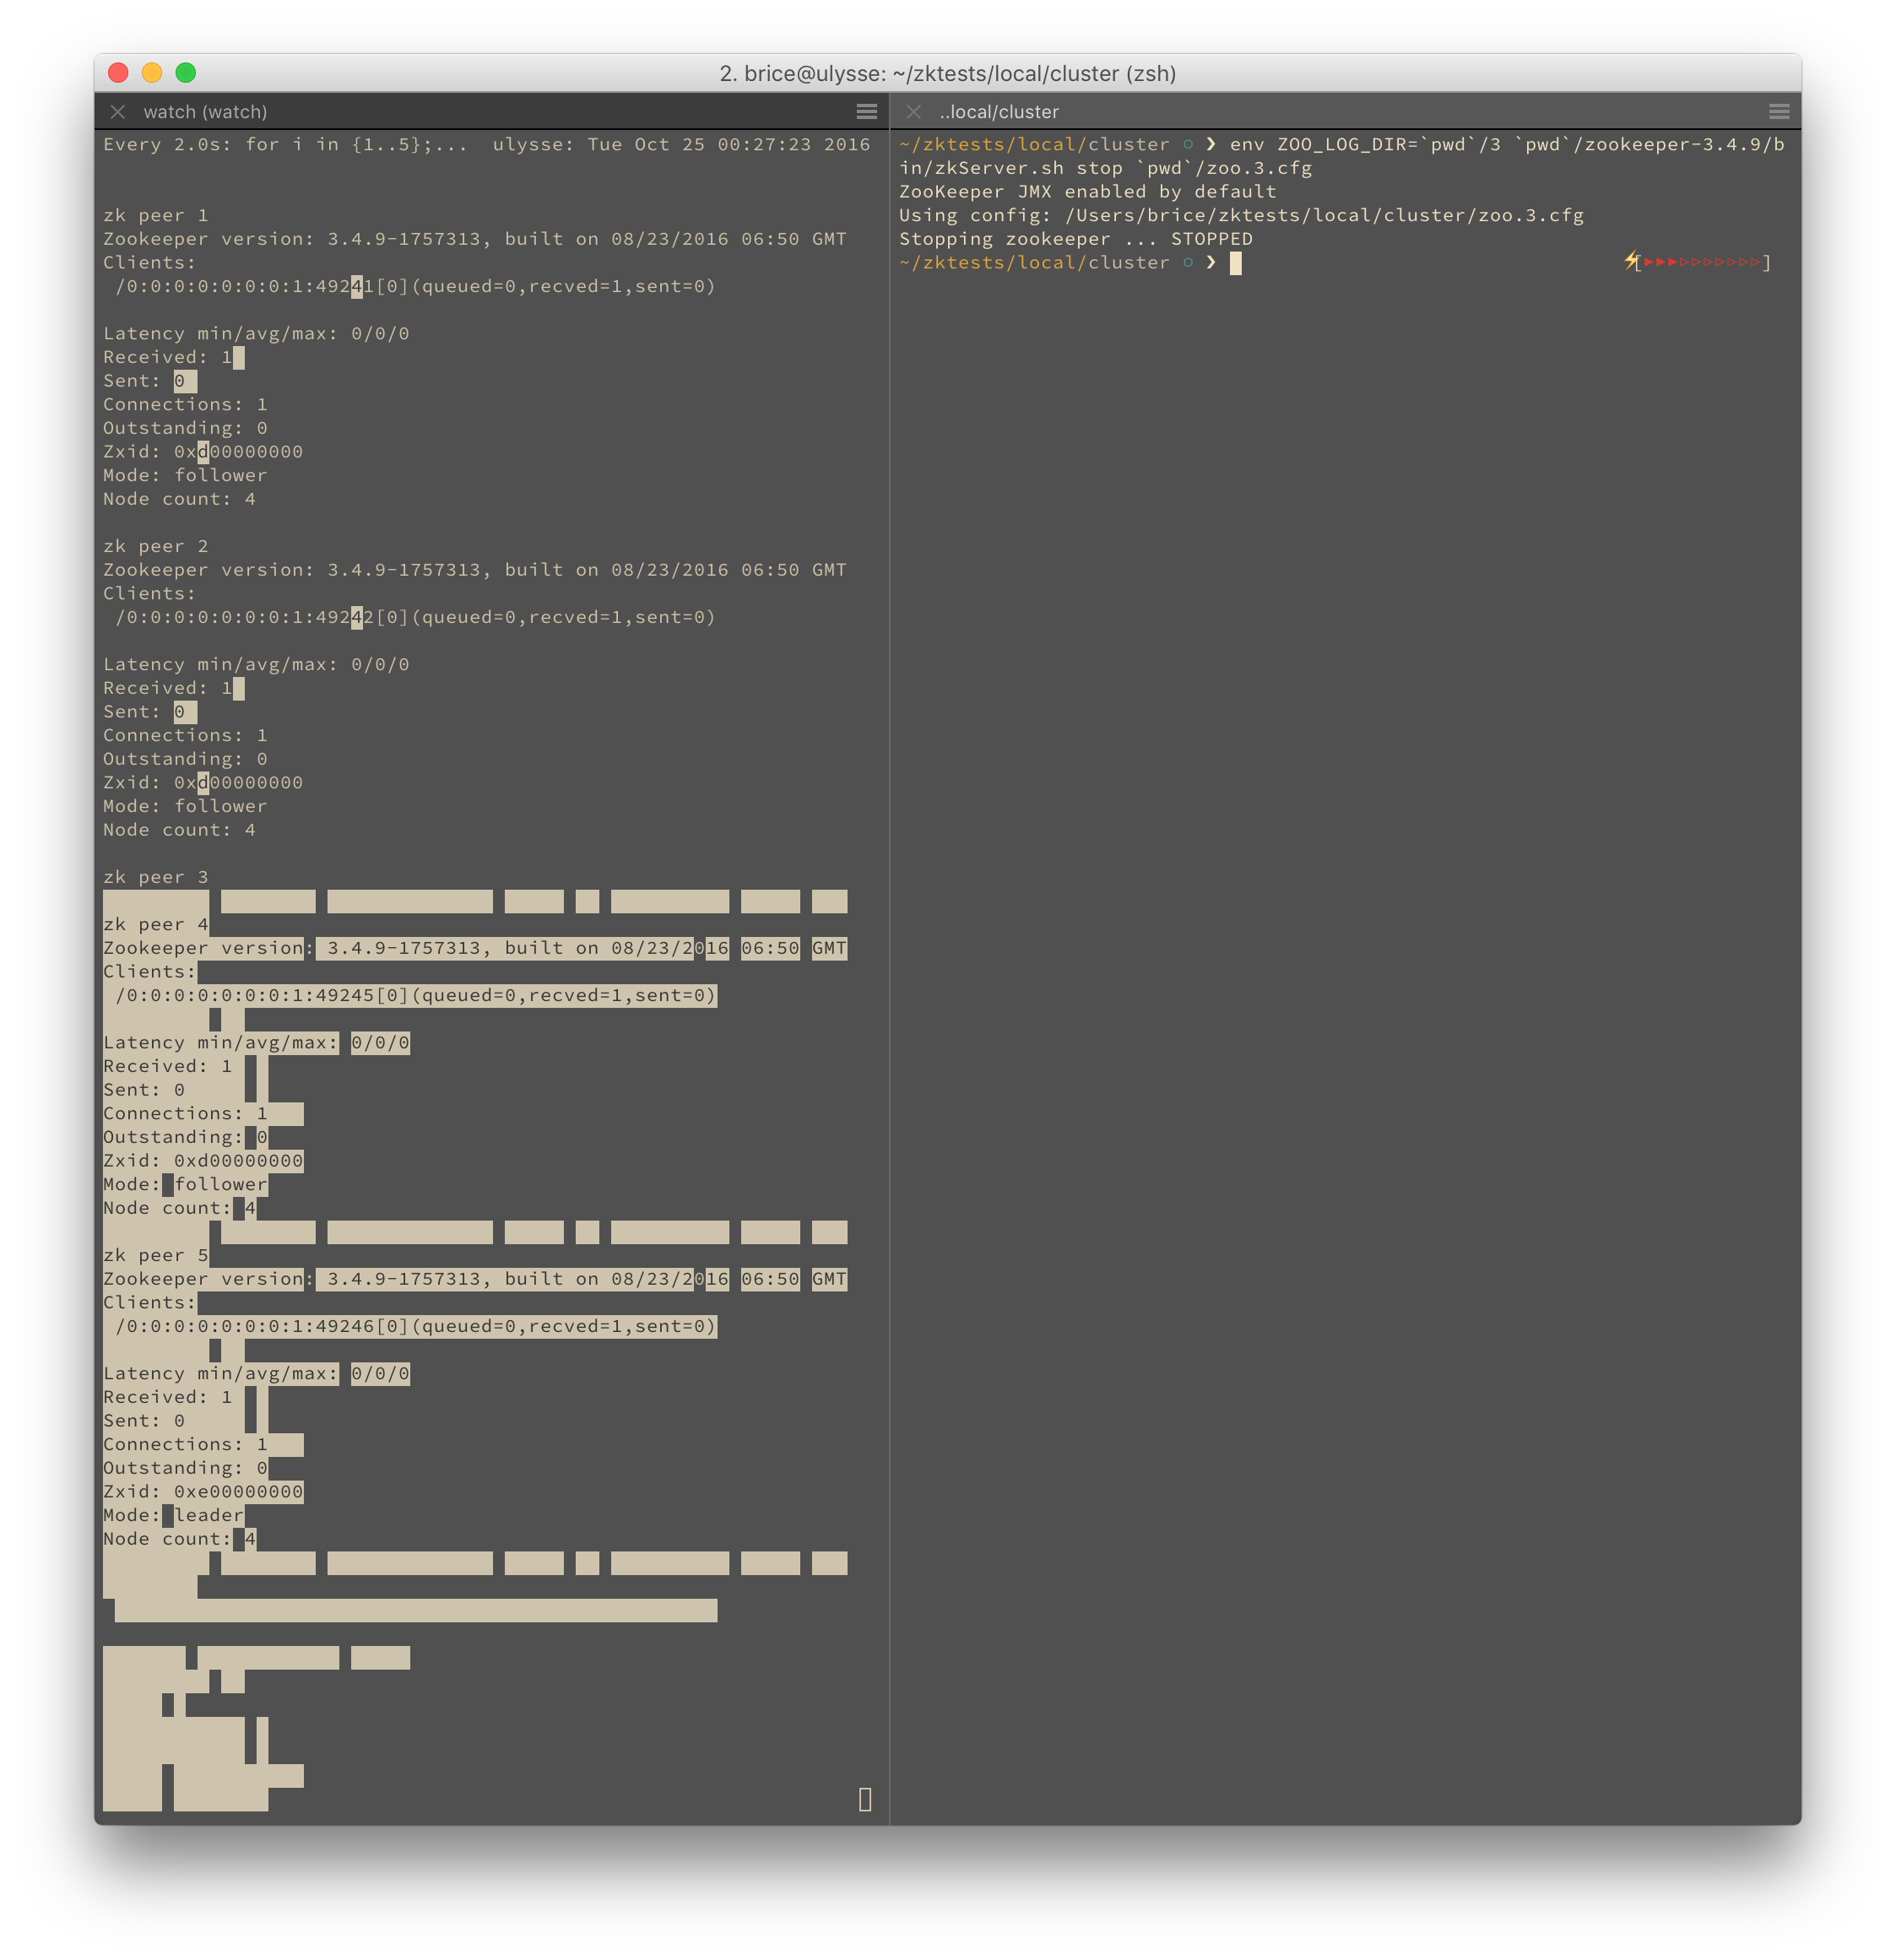 2. brice@ulysse: ~/zktests/local/cluster (zsh)
watch (watch)
Every 2.0s: for i in {1..5};...  ulysse: Tue Oct 25 00:27:23 2016
zk peer 1
Zookeeper version: 3.4.9-1757313, built on 08/23/2016 06:50 GMT
Clients:
 /0:0:0:0:0:0:0:1:49241[0](queued=0,recved=1,sent=0)
Latency min/avg/max: 0/0/0
Received: 1
Sent: 0
Connections: 1
Outstanding: 0
Zxid: 0xd00000000
Mode: follower
Node count: 4
zk peer 2
Zookeeper version: 3.4.9-1757313, built on 08/23/2016 06:50 GMT
Clients:
 /0:0:0:0:0:0:0:1:49242[0](queued=0,recved=1,sent=0)
Latency min/avg/max: 0/0/0
Received: 1
Sent: 0
Connections: 1
Outstanding: 0
Zxid: 0xd00000000
Mode: follower
Node count: 4
zk peer 3
zk peer 4
Zookeeper version: 3.4.9-1757313, built on 08/23/2016 06:50 GMT
Clients:
 /0:0:0:0:0:0:0:1:49245[0](queued=0,recved=1,sent=0)
Latency min/avg/max: 0/0/0
Received: 1
Sent: 0
Connections: 1
Outstanding: 0
Zxid: 0xd00000000
Mode: follower
Node count: 4
zk peer 5
Zookeeper version: 3.4.9-1757313, built on 08/23/2016 06:50 GMT
Clients:
 /0:0:0:0:0:0:0:1:49246[0](queued=0,recved=1,sent=0)
Latency min/avg/max: 0/0/0
Received: 1
Sent: 0
Connections: 1
Outstanding: 0
Zxid: 0xe00000000
Mode: leader
Node count: 4
..local/cluster
~/zktests/local/cluster ○ ❯ env ZOO_LOG_DIR=`pwd`/3 `pwd`/zookeeper-3.4.9/b
in/zkServer.sh stop `pwd`/zoo.3.cfg
ZooKeeper JMX enabled by default
Using config: /Users/brice/zktests/local/cluster/zoo.3.cfg
Stopping zookeeper ... STOPPED
~/zktests/local/cluster ○ ❯ ⚡[▶▶▶▷▷▷▷▷▷▷]